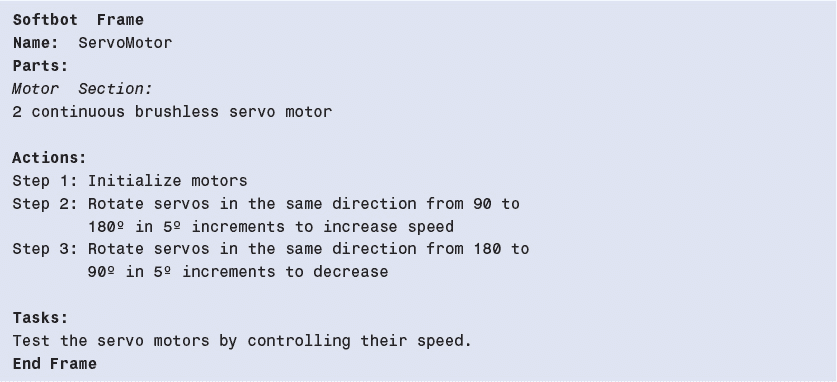 Softbot Frame
Name: ServoMotor
Parts:
Motor Section:
2 continuous brushless servo motor
Actions:
Step 1: Initialize motors
Step 2: Rotate servos in the same direction from 90 to
180º in 5º increments to increase speed
Step 3: Rotate servos in the same direction from 180 to
90º in 5º increments to decrease
Tasks:
Test the servo motors by controlling their speed.
End Frame